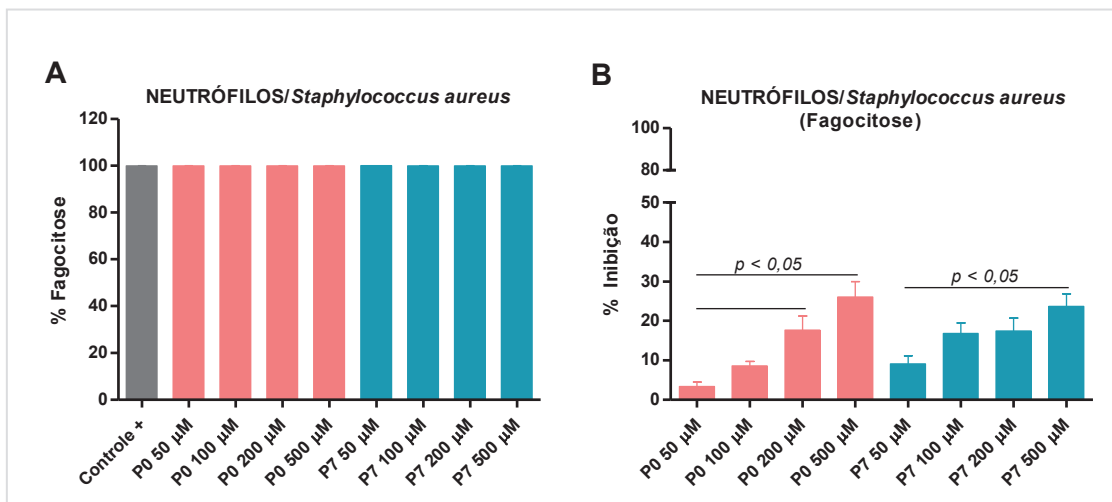 A
NEUTRÓFILOS/Staphylococcus aureus
% Fagocitose
120
100
80
60
40
20
0
Controle +
P0 50 µM
P0 100 µM
P0 200 µM
P0 500 µM
P7 50 µM
P7 100 µM
P7 200 µM
P7 500 µM
B
NEUTRÓFILOS/Staphylococcus aureus
(Fagocitose)
% Inibição
100
80
50
40
30
20
10
0
p < 0,05
p < 0,05
P0 50 µM
P0 100 µM
P0 200 µM
P0 500 µM
P7 50 µM
P7 100 µM
P7 200 µM
P7 500 µM